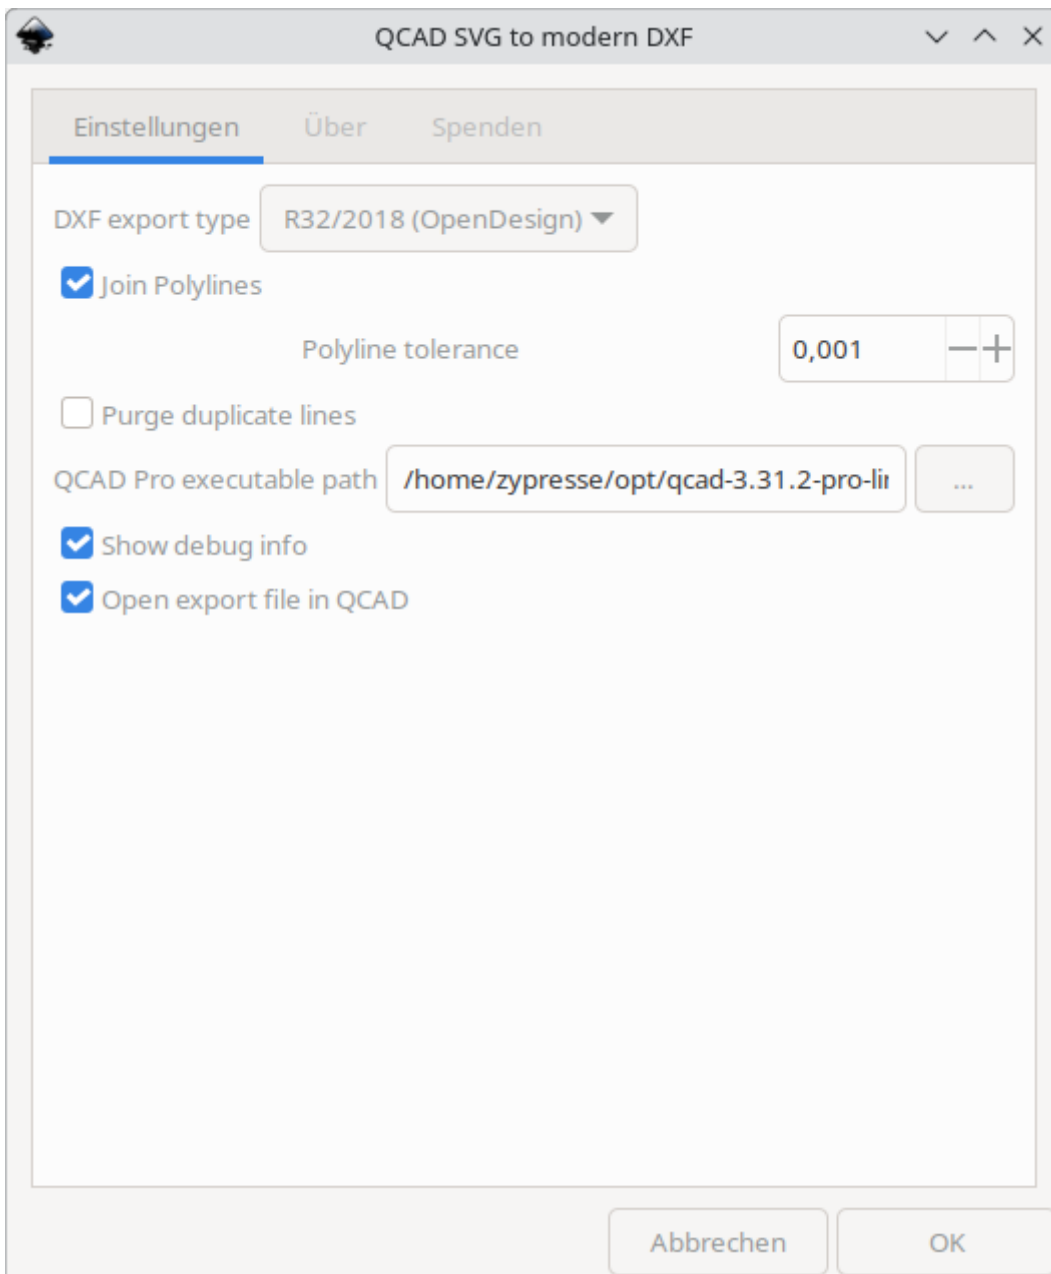 QCAD SVG to modern DXF
Einstellungen Über Spenden
DXF export type R32/2018 (OpenDesign)
Join Polylines
Polyline tolerance 0,001
Purge duplicate lines
QCAD Pro executable path /home/zypresse/opt/qcad-3.31.2-pro-lin ...
Show debug info
Open export file in QCAD
Abbrechen OK